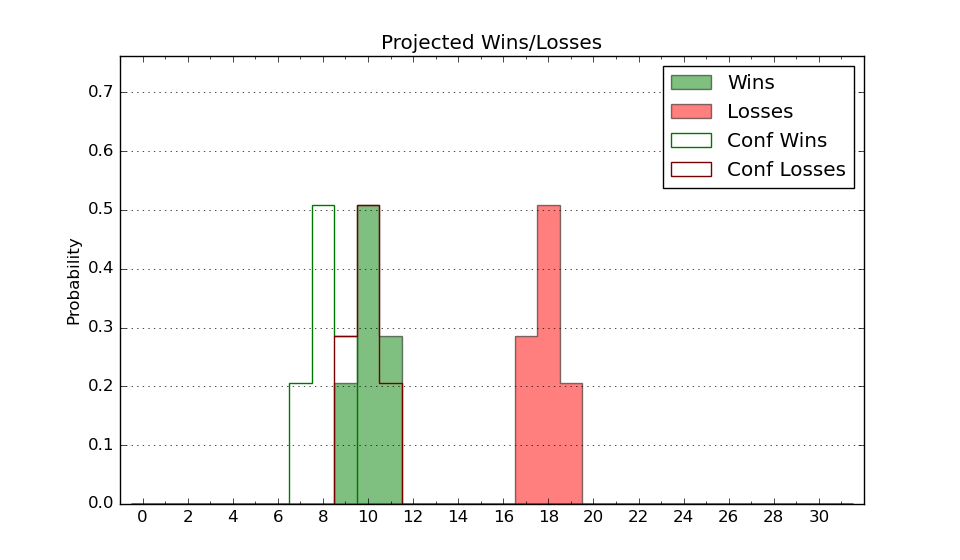 Projected Wins/Losses
Wins
Losses
Conf Wins
Conf Losses
Probability
0.7
0.6
0.5
0.4
0.3
0.2
0.1
0.0
0 2 4 6 8 10 12 14 16 18 20 22 24 26 28 30